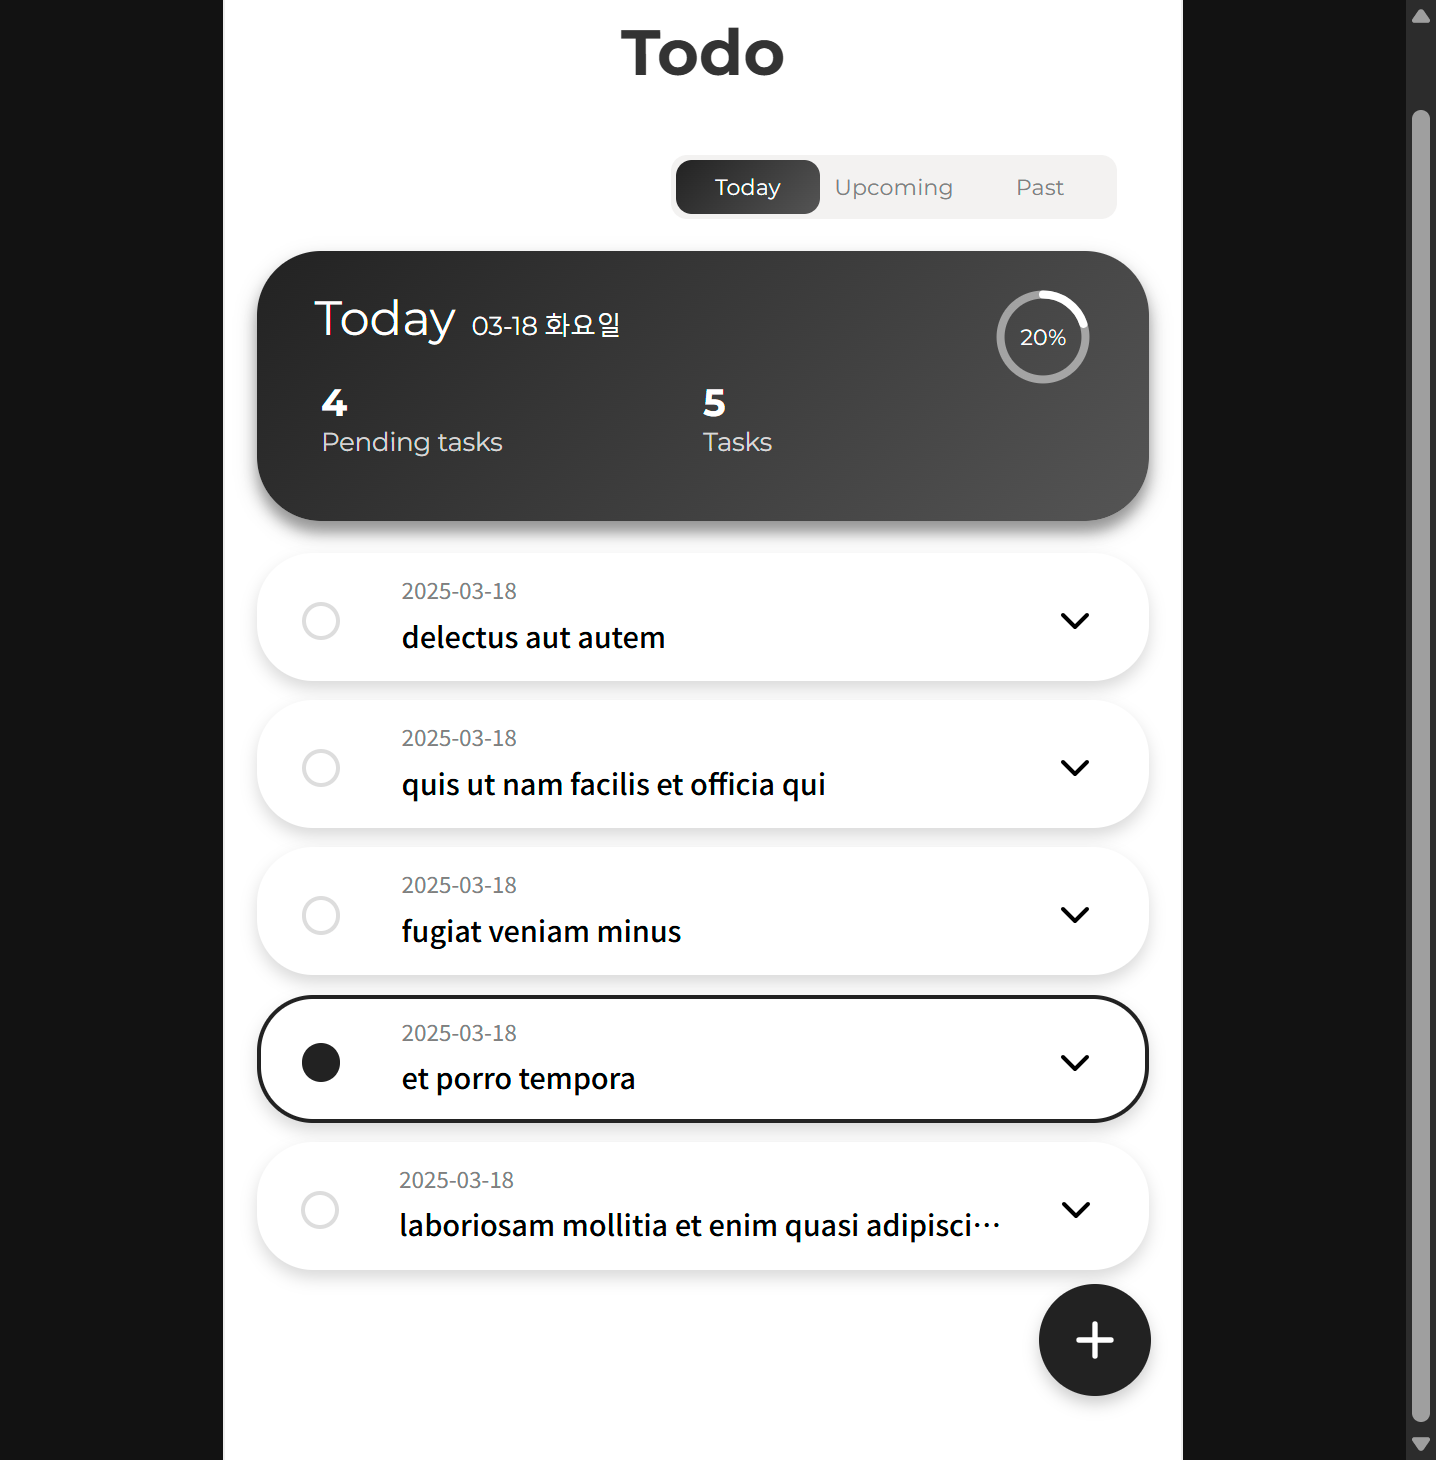 Todo
Today Upcoming Past
Today 03-18 화요일
20%
4
Pending tasks
5
Tasks
2025-03-18
delectus aut autem
2025-03-18
quis ut nam facilis et officia qui
2025-03-18
fugiat veniam minus
2025-03-18
et porro tempora
2025-03-18
laboriosam mollitia et enim quasi adipisci…